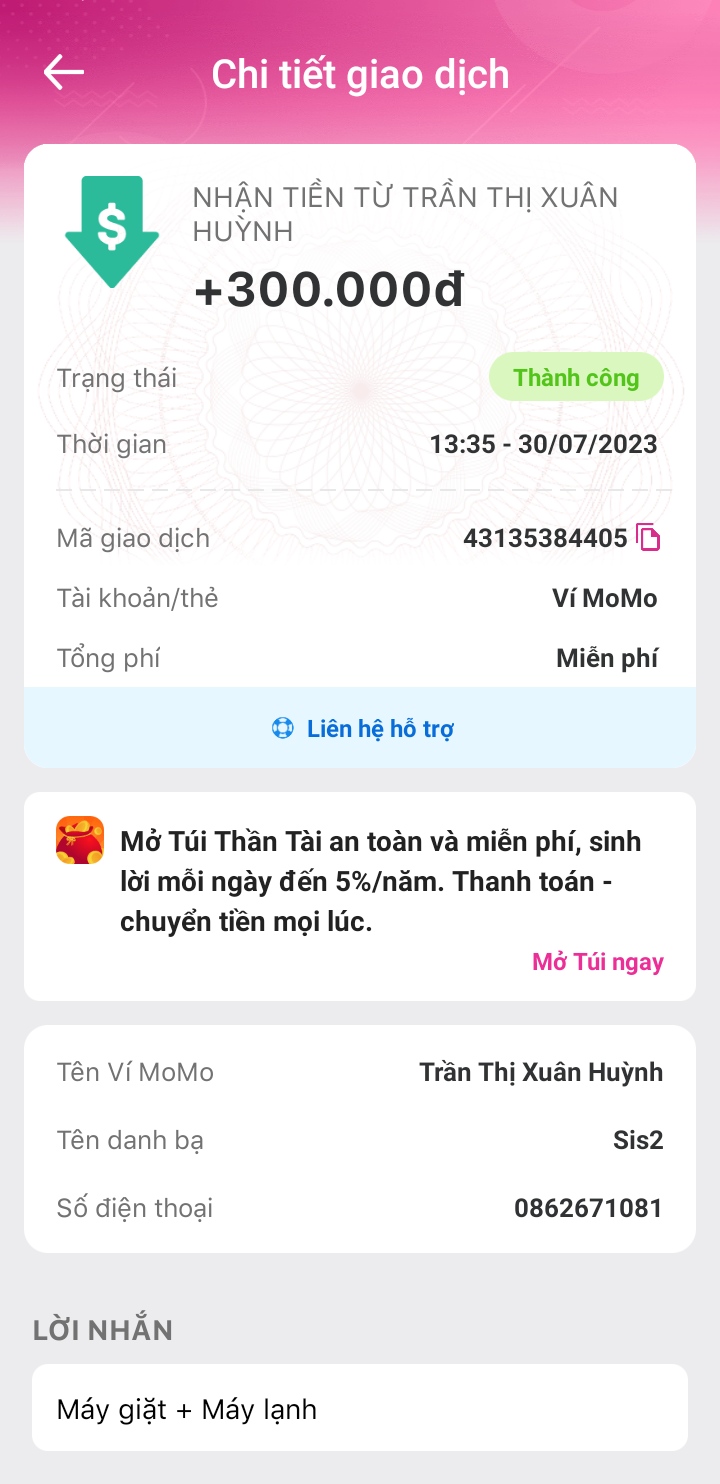 Chi tiết giao dịch
NHẬN TIỀN TỪ TRẦN THỊ XUÂN
HUỲNH
+300.000đ
Trạng thái Thành công
Thời gian 13:35 - 30/07/2023
Mã giao dịch 43135384405
Tài khoản/thẻ Ví MoMo
Tổng phí Miễn phí
Liên hệ hỗ trợ
Mở Túi Thần Tài an toàn và miễn phí, sinh
lời mỗi ngày đến 5%/năm. Thanh toán -
chuyển tiền mọi lúc.
Mở Túi ngay
Tên Ví MoMo Trần Thị Xuân Huỳnh
Tên danh bạ Sis2
Số điện thoại 0862671081
LỜI NHẮN
Máy giặt + Máy lạnh